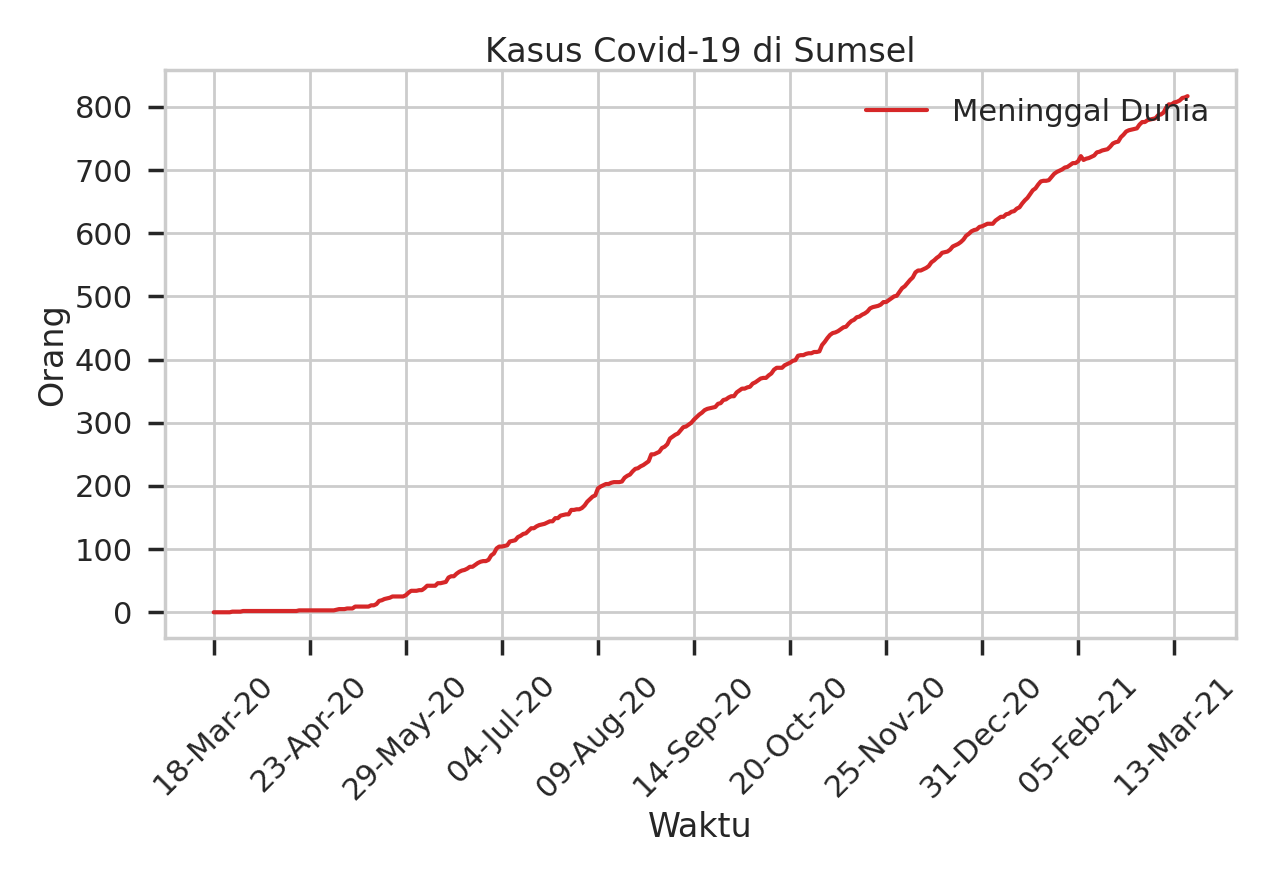 Kasus Covid-19 di Sumsel
Meninggal Dunia
Orang
800
700
600
500
400
300
200
100
0
18-Mar-20
23-Apr-20
29-May-20
04-Jul-20
09-Aug-20
14-Sep-20
20-Oct-20
25-Nov-20
31-Dec-20
05-Feb-21
13-Mar-21
Waktu